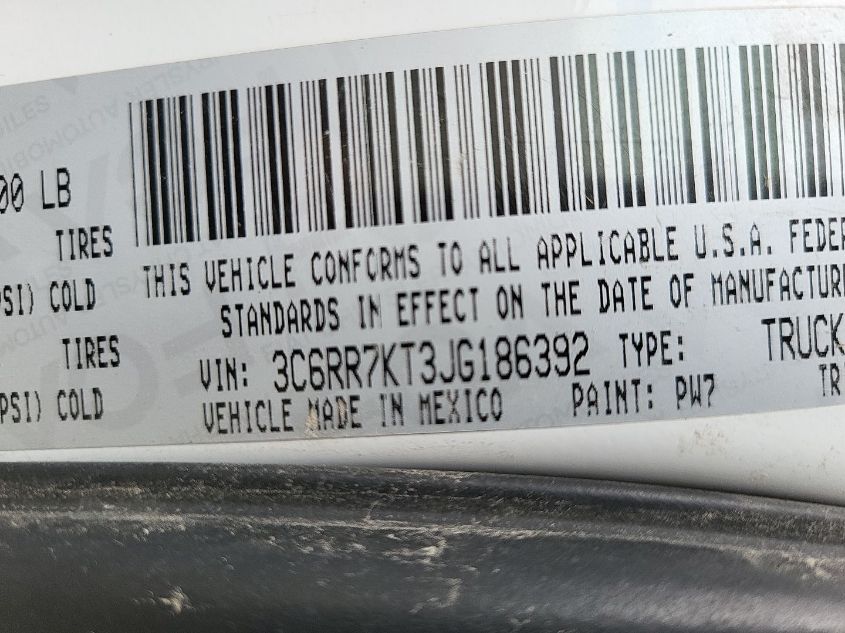 00 LB
TIRES
PSI) COLD
TIRES
PSI) COLD
THIS VEHICLE CONFORMS TO ALL APPLICABLE U.S.A. FEDER
STANDARDS IN EFFECT ON THE DATE OF MANUFACTUR
VIN: 3C6RR7KT3JG186392 TYPE: TRUCK
VEHICLE MADE IN MEXICO PAINT: PW7 TR